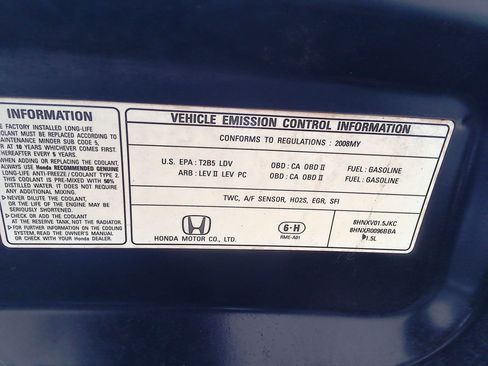 INFORMATION
FACTORY INSTALLED LONG-LIFE
COOLANT MUST BE REPLACED ACCORDING TO
MAINTENANCE MINDER SUB CODE 5,
OR AT 10 YEARS WHICHEVER COMES FIRST
THEREAFTER EVERY 5 YEARS.
WHEN ADDING OR REPLACING THE COOLANT,
ALWAYS USE Honda RECOMMENDED GENUINE
LONG-LIFE ANTI-FREEZE / COOLANT TYPE 2.
THIS COOLANT IS PRE-MIXED WITH 50%
DISTILLED WATER. IT DOES NOT REQUIRE
ANY ADDITIONAL MIXING.
NEVER DILUTE THE COOLANT,
OR THE LIFE OF THE ENGINE MAY BE
SERIOUSLY SHORTENED.
CHECK OR ADD THE COOLANT
AT THE RESERVE TANK, NOT THE RADIATOR.
FOR FURTHER INFORMATION ON THE COOLING
SYSTEM, READ THE OWNER'S MANUAL
OR CHECK WITH YOUR Honda DEALER.
VEHICLE EMISSION CONTROL INFORMATION
CONFORMS TO REGULATIONS : 2008MY
U.S. EPA : T2B5 LDV OBD : CA OBD II FUEL : GASOLINE
ARB : LEV II LEV PC OBD : CA OBD II FUEL : GASOLINE
TWC, A/F SENSOR, HO2S, EGR, SFI
HONDA MOTOR CO., LTD.
6-H
RME-A01
8HNXV01.5JKC
8HNXR0096BBA
1.5L